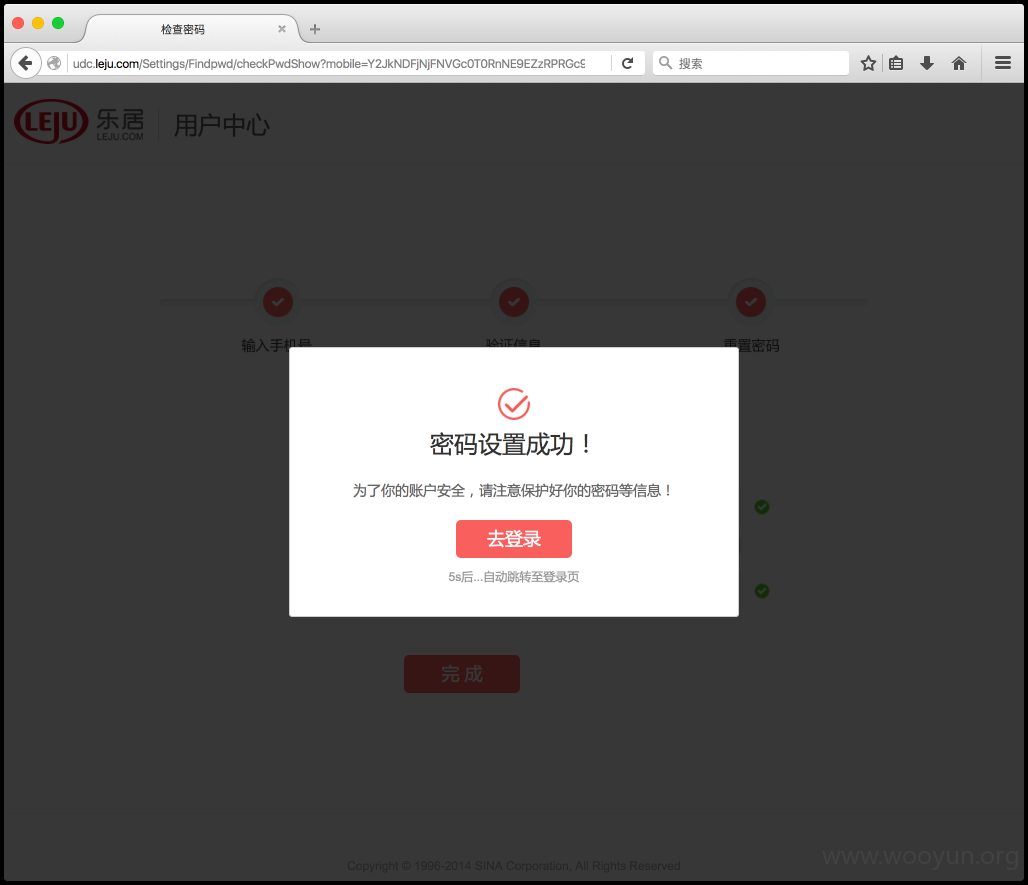 检查密码
udc.leju.com/Settings/Findpwd/checkPwdShow?mobile=Y2JkNDFjNjFNVGc0T0RnNE9EZzRPRGc5
搜索
LEJU 乐居 用户中心
LEJU.COM
输入手机号 验证信息 重置密码
密码设置成功！
为了你的账户安全，请注意保护好你的密码等信息！
去登录
5s后...自动跳转至登录页
完成
www.wooyun.org
Copyright © 1996-2014 SINA Corporation, All Rights Reserved